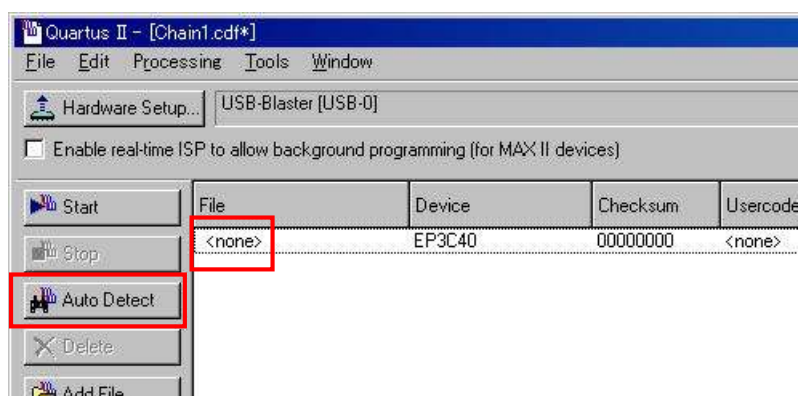 Quartus II - [Chain1.cdf*]
File Edit Processing Tools Window
Hardware Setup... USB-Blaster [USB-0]
Enable real-time ISP to allow background programming (for MAX II devices)
Start File Device Checksum Usercode
<none> EP3C40 00000000 <none>
Stop
Auto Detect
Delete
Add File